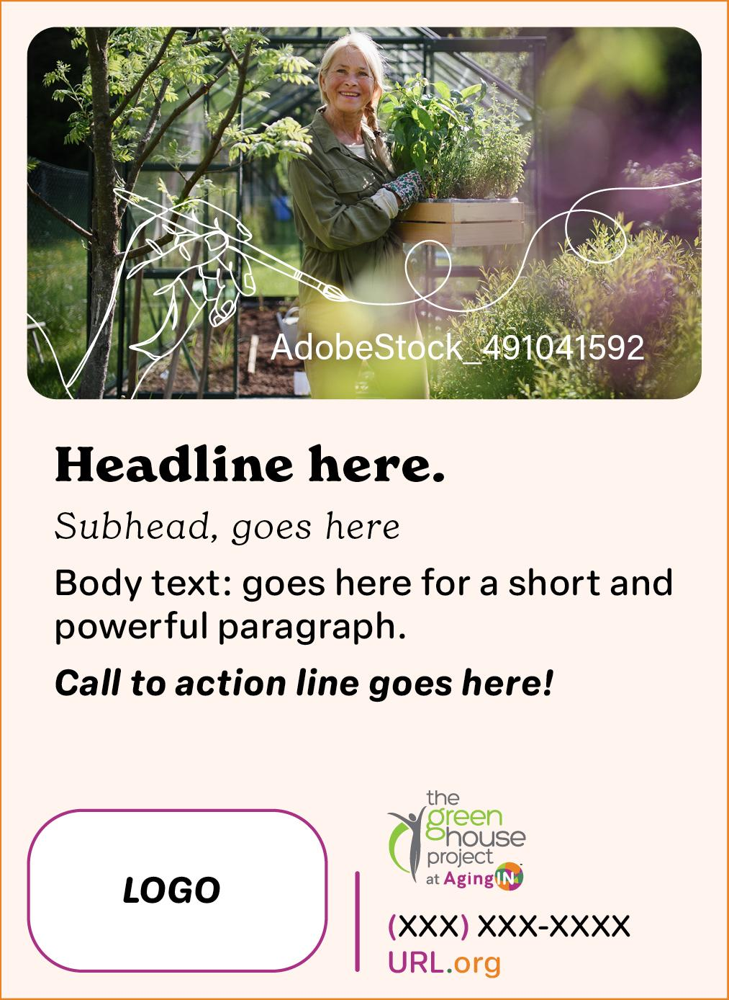 AdobeStock_491041592
Headline here.
Subhead, goes here
Body text: goes here for a short and
powerful paragraph.
Call to action line goes here!
LOGO
the
green
house
project
at AgingIN
(XXX) XXX-XXXX
URL.org